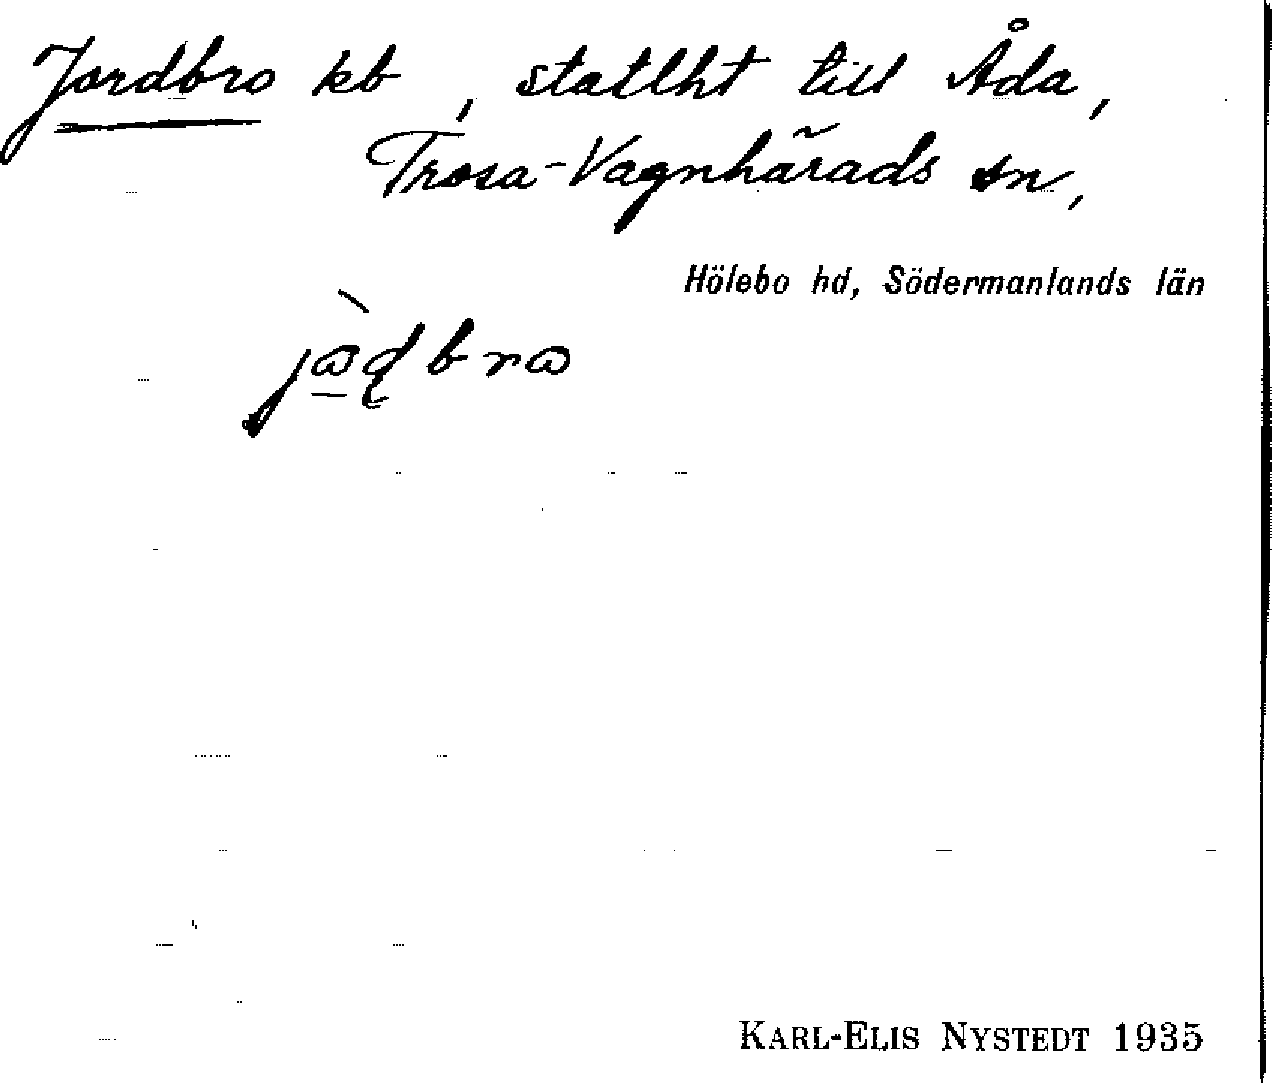 Jordbro kb, statlht till Åda,
Trosa-Vagnhärads sn,
Hölebo hd, Södermanlands län
KARL-ELIS NYSTEDT 1935